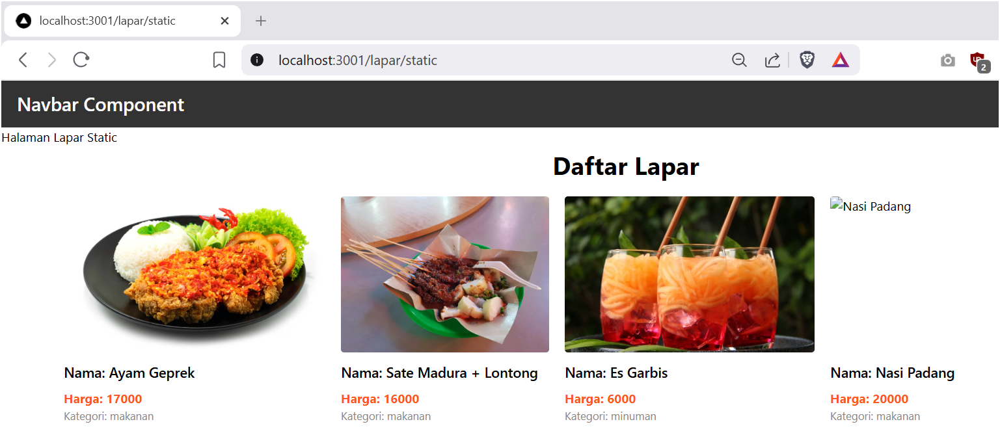 localhost:3001/lapar/static
localhost:3001/lapar/static
2
Navbar Component
Halaman Lapar Static
Daftar Lapar
Nasi Padang
Nama: Ayam Geprek
Harga: 17000
Kategori: makanan
Nama: Sate Madura + Lontong
Harga: 16000
Kategori: makanan
Nama: Es Garbis
Harga: 6000
Kategori: minuman
Nama: Nasi Padang
Harga: 20000
Kategori: makanan